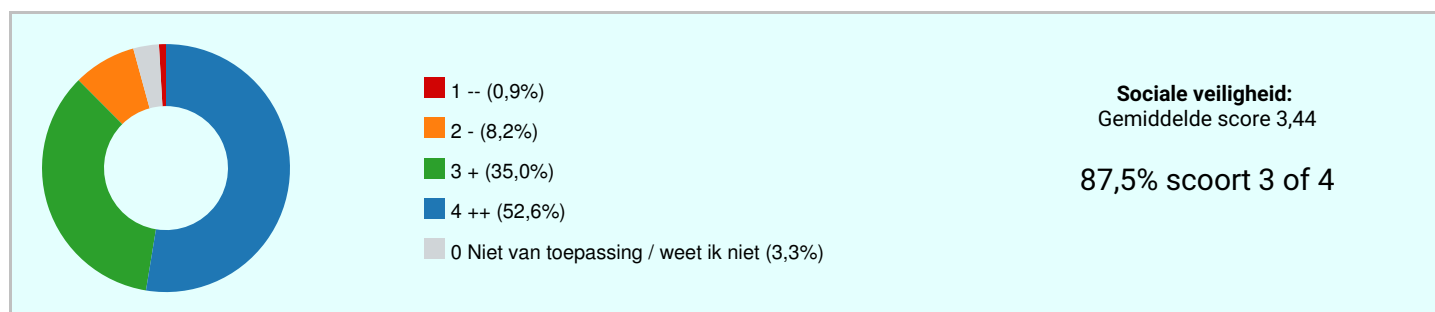 1 -- (0,9%)
2 - (8,2%)
3 + (35,0%)
4 ++ (52,6%)
0 Niet van toepassing / weet ik niet (3,3%)
Sociale veiligheid:
Gemiddelde score 3,44
87,5% scoort 3 of 4